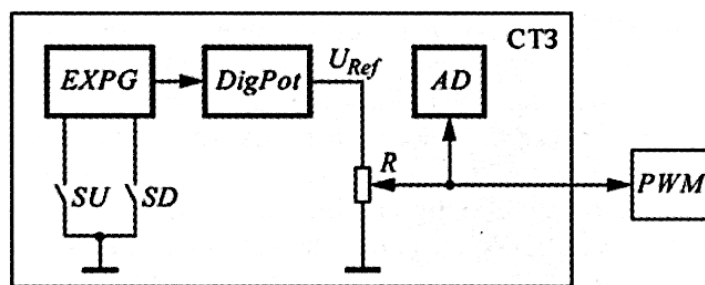 CT3
EXPG
DigPot
U_Ref
AD
R
SU
SD
PWM